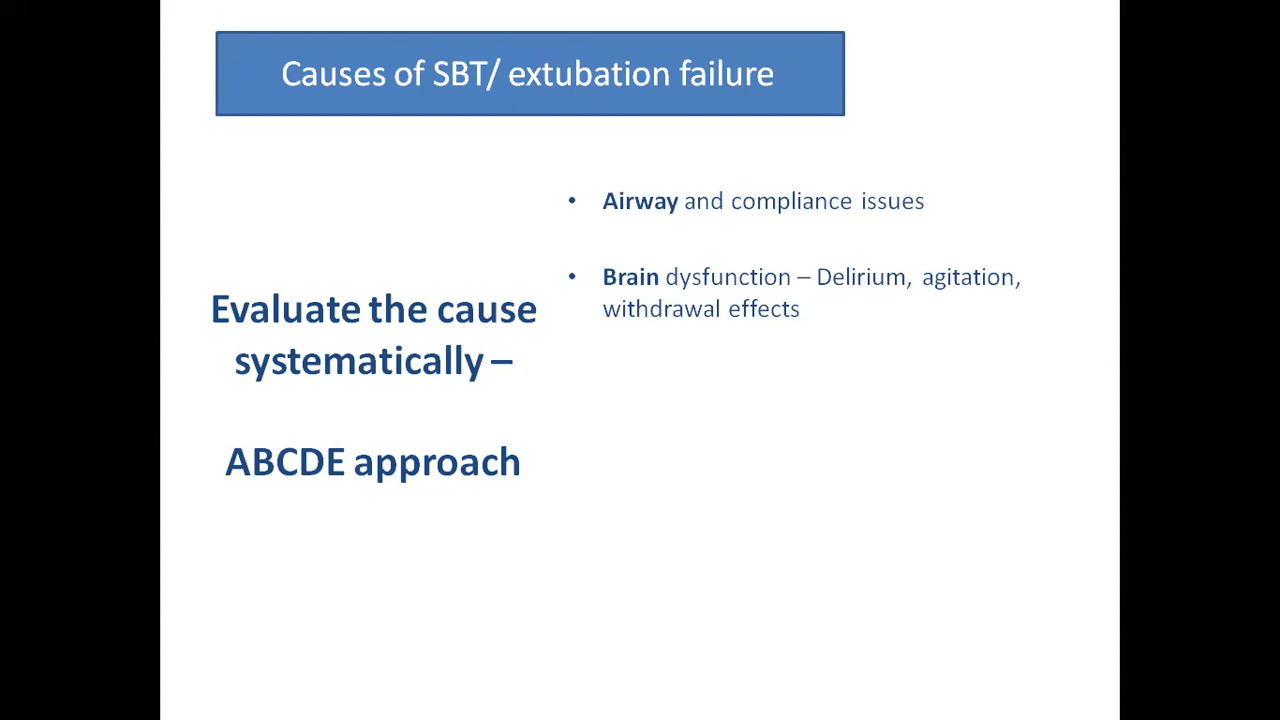 Causes of SBT/ extubation failure
Evaluate the cause
systematically –
ABCDE approach
• Airway and compliance issues
• Brain dysfunction – Delirium, agitation,
withdrawal effects